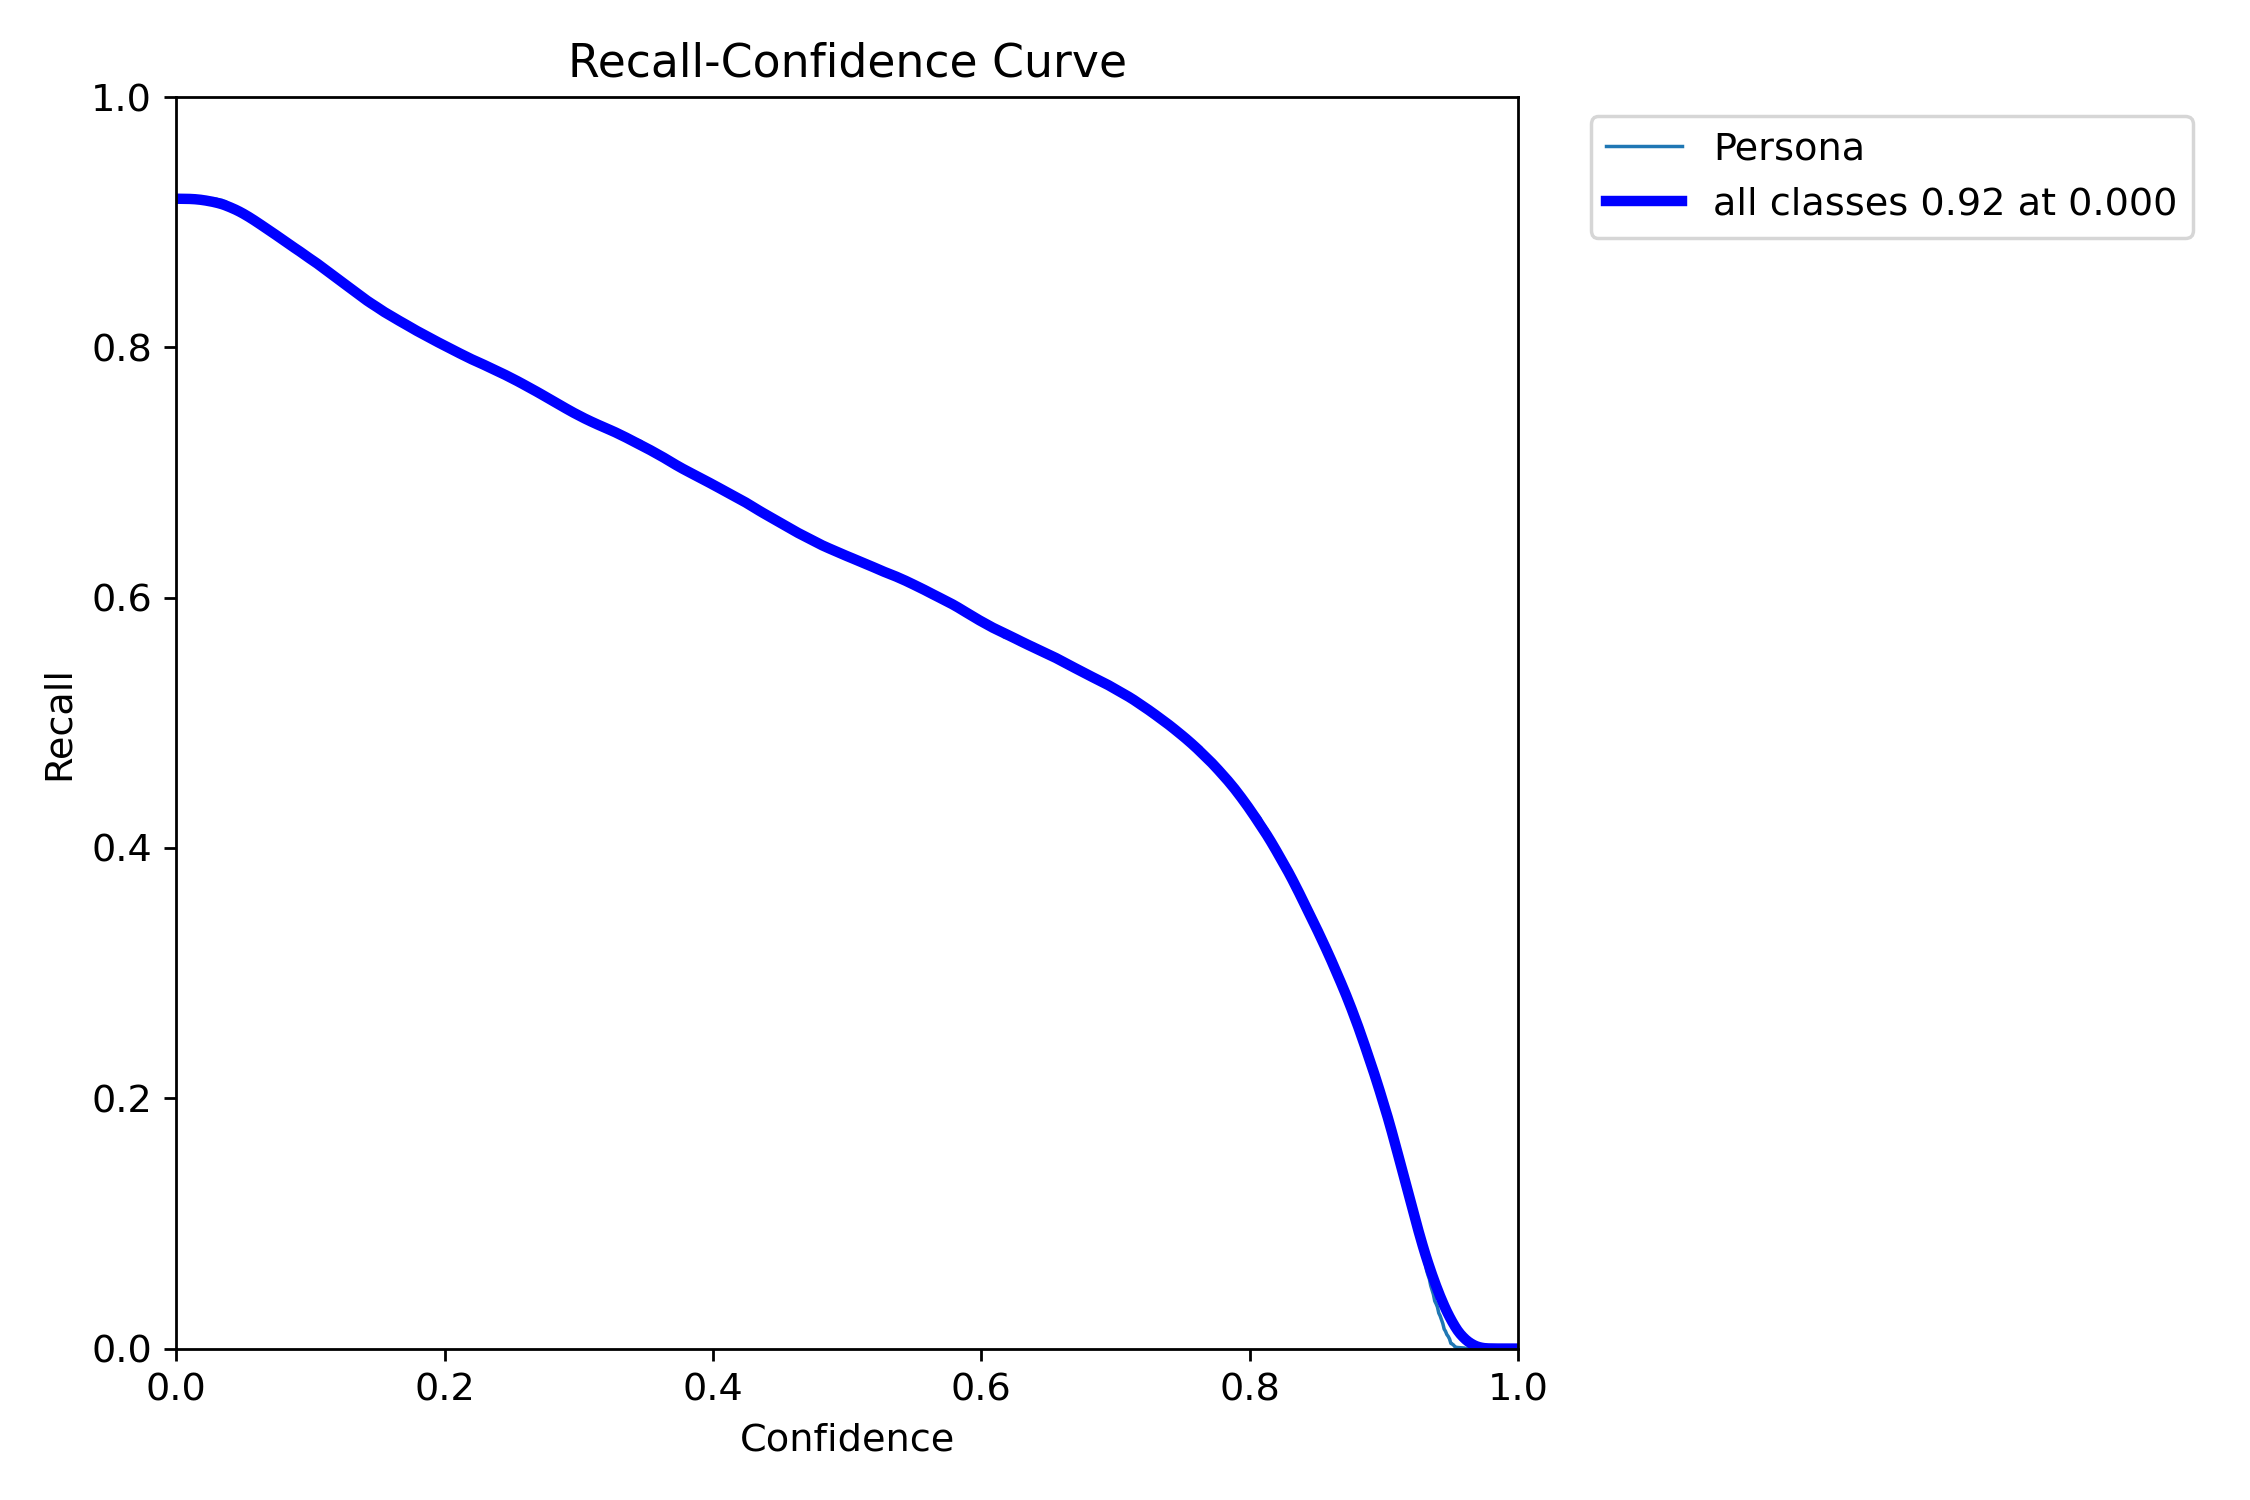 Recall-Confidence Curve
1.0
0.8
0.6
0.4
0.2
0.0
Recall
0.0 0.2 0.4 0.6 0.8 1.0
Confidence
Persona
all classes 0.92 at 0.000